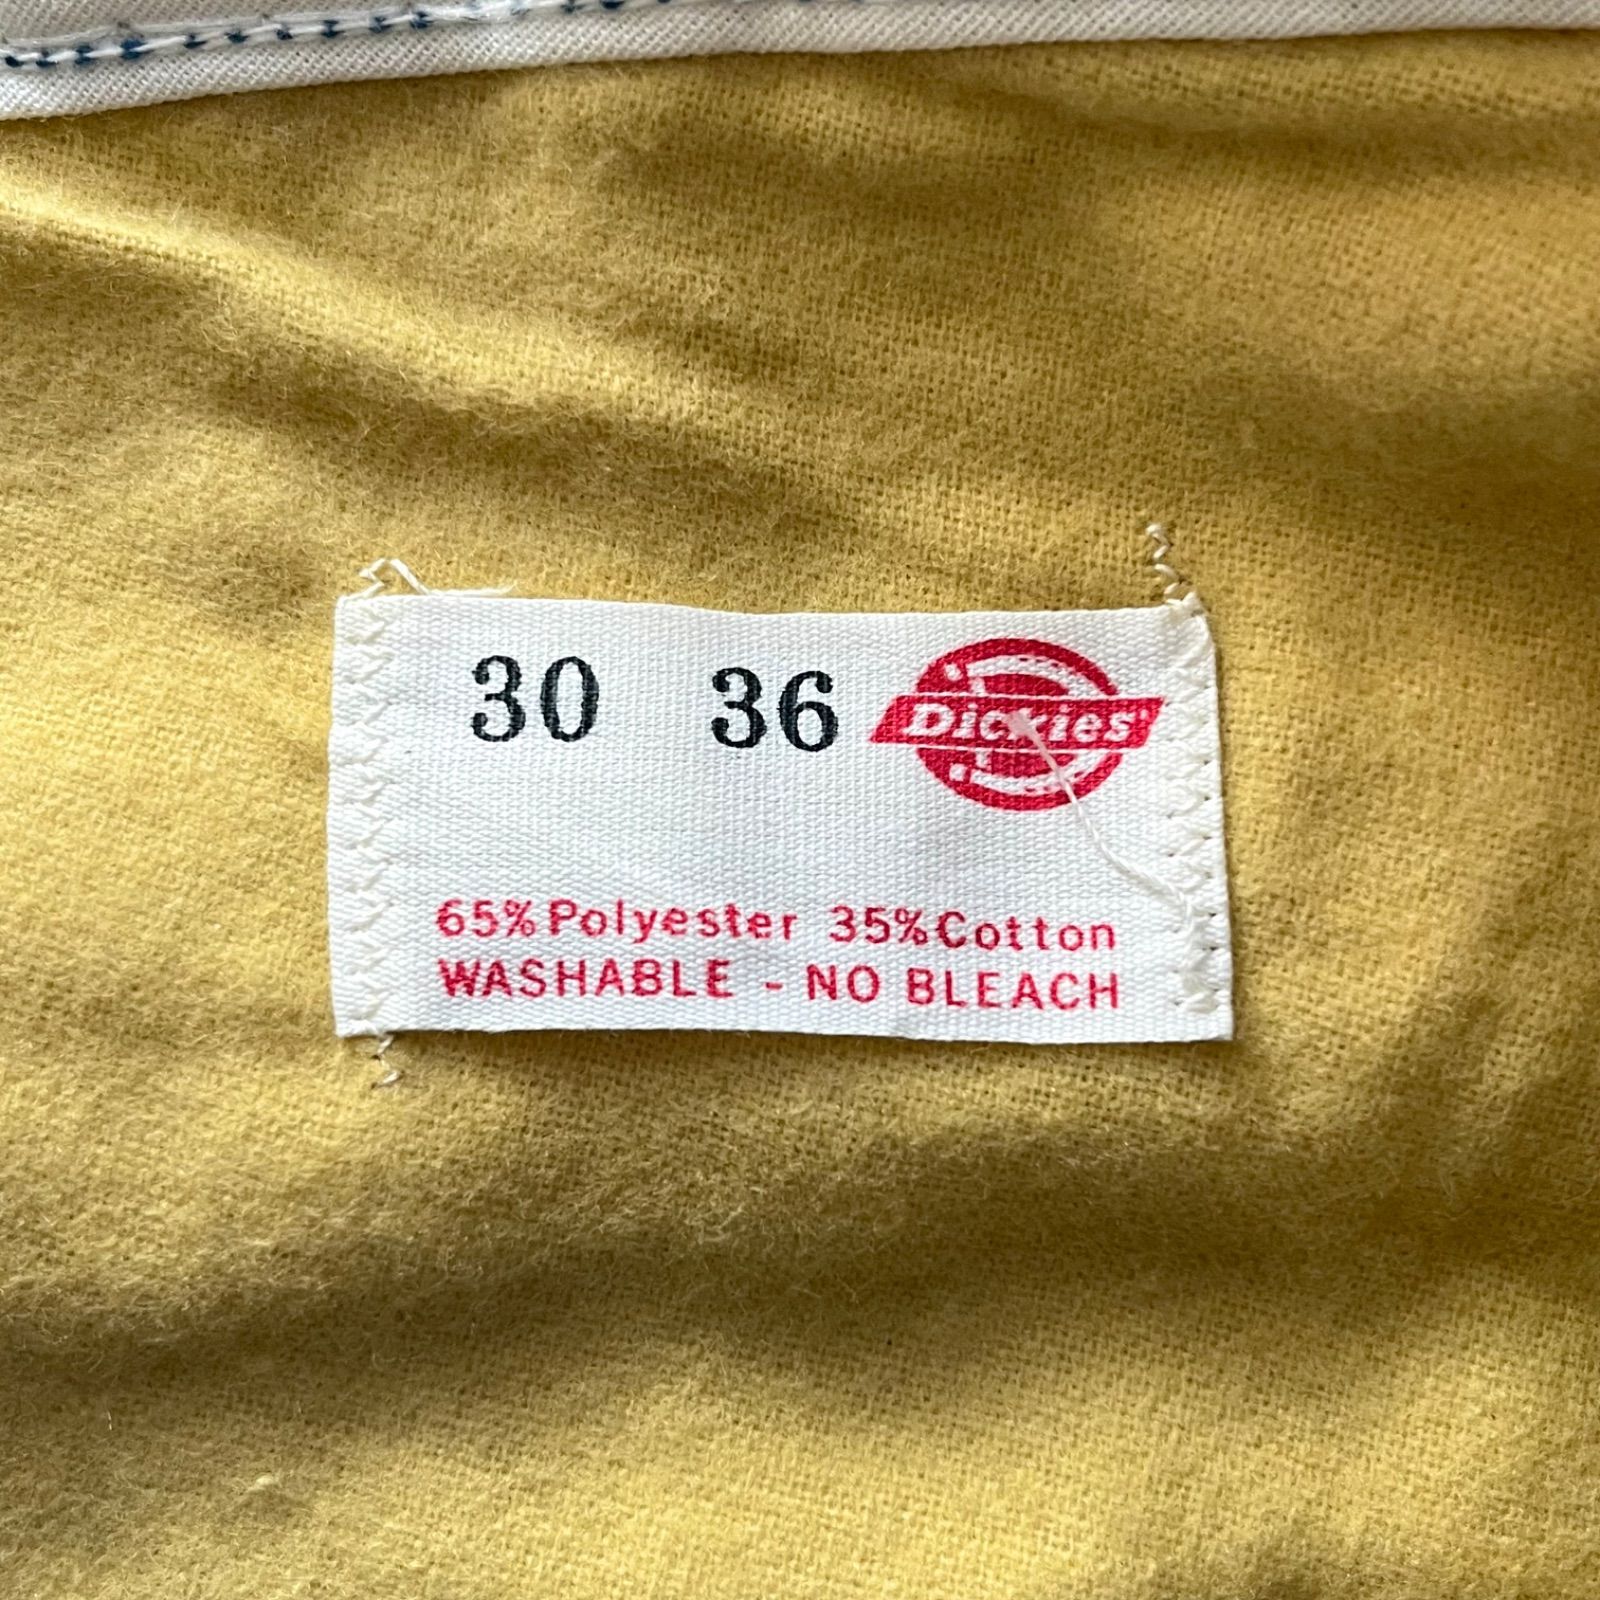 30 36 Dickies
65% Polyester 35% Cotton
WASHABLE - NO BLEACH